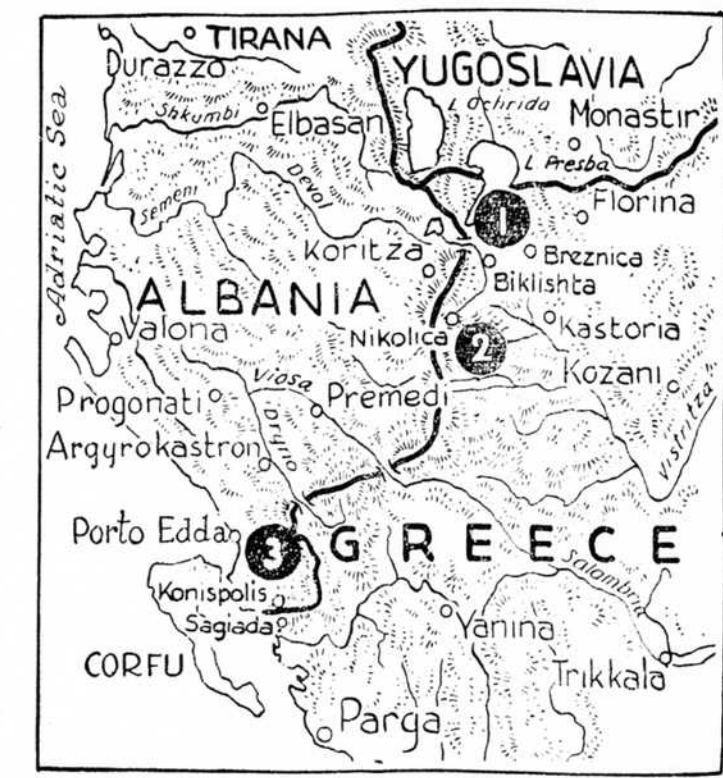 TIRANA
Durazzo
YUGOSLAVIA
L Ochrida
Shkumbi
Elbasan
Monastir
Adriatic Sea
L Presba
Devol
Semeni
1
Florina
Koritza
Breznica
Biklishta
ALBANIA
Valona
Nikolica
Kastoria
2
Kozani
Viosa
Premedi
Progonati
Dryno
Argyrokastron
Vistritza
Porto Edda
3
GREECE
Salambria
Konispolis
Sagiada
Yanina
CORFU
Trikkala
Parga